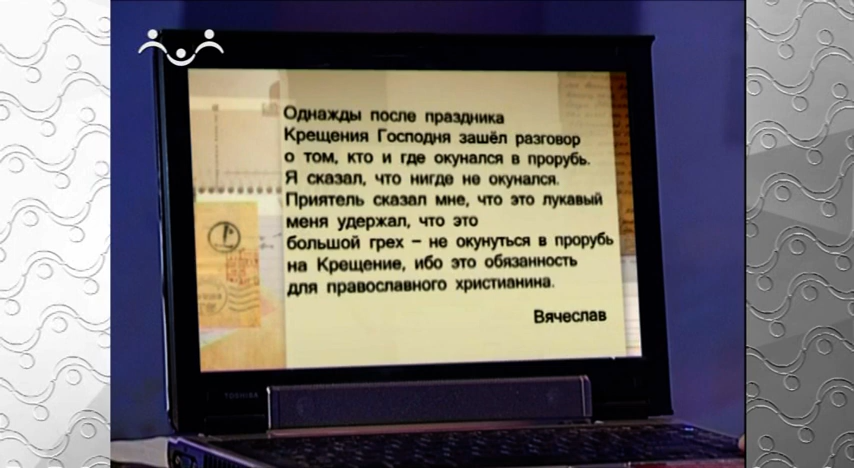 Однажды после праздника
Крещения Господня зашёл разговор
о том, кто и где окунался в прорубь.
Я сказал, что нигде не окунался.
Приятель сказал мне, что это лукавый
меня удержал, что это
большой грех – не окунуться в прорубь
на Крещение, ибо это обязанность
для православного христианина.
Вячеслав
TOSHIBA